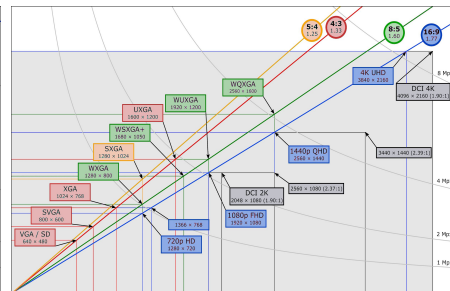 5:4
1.25
4:3
1.33
8:5
1.60
16:9
1.77
4K UHD
3840 × 2160
8 Mp
DCI 4K
4096 × 2160 (1.90:1)
WQXGA
2560 × 1600
WUXGA
1920 × 1200
UXGA
1600 × 1200
WSXGA+
1680 × 1050
SXGA
1280 × 1024
1440p QHD
2560 × 1440
3440 × 1440 (2.39:1)
WXGA
1280 × 800
4 Mp
XGA
1024 × 768
DCI 2K
2048 × 1080 (1.90:1)
2560 × 1080 (2.37:1)
SVGA
800 × 600
1366 × 768
1080p FHD
1920 × 1080
VGA / SD
640 × 480
720p HD
1280 × 720
2 Mp
1 Mp